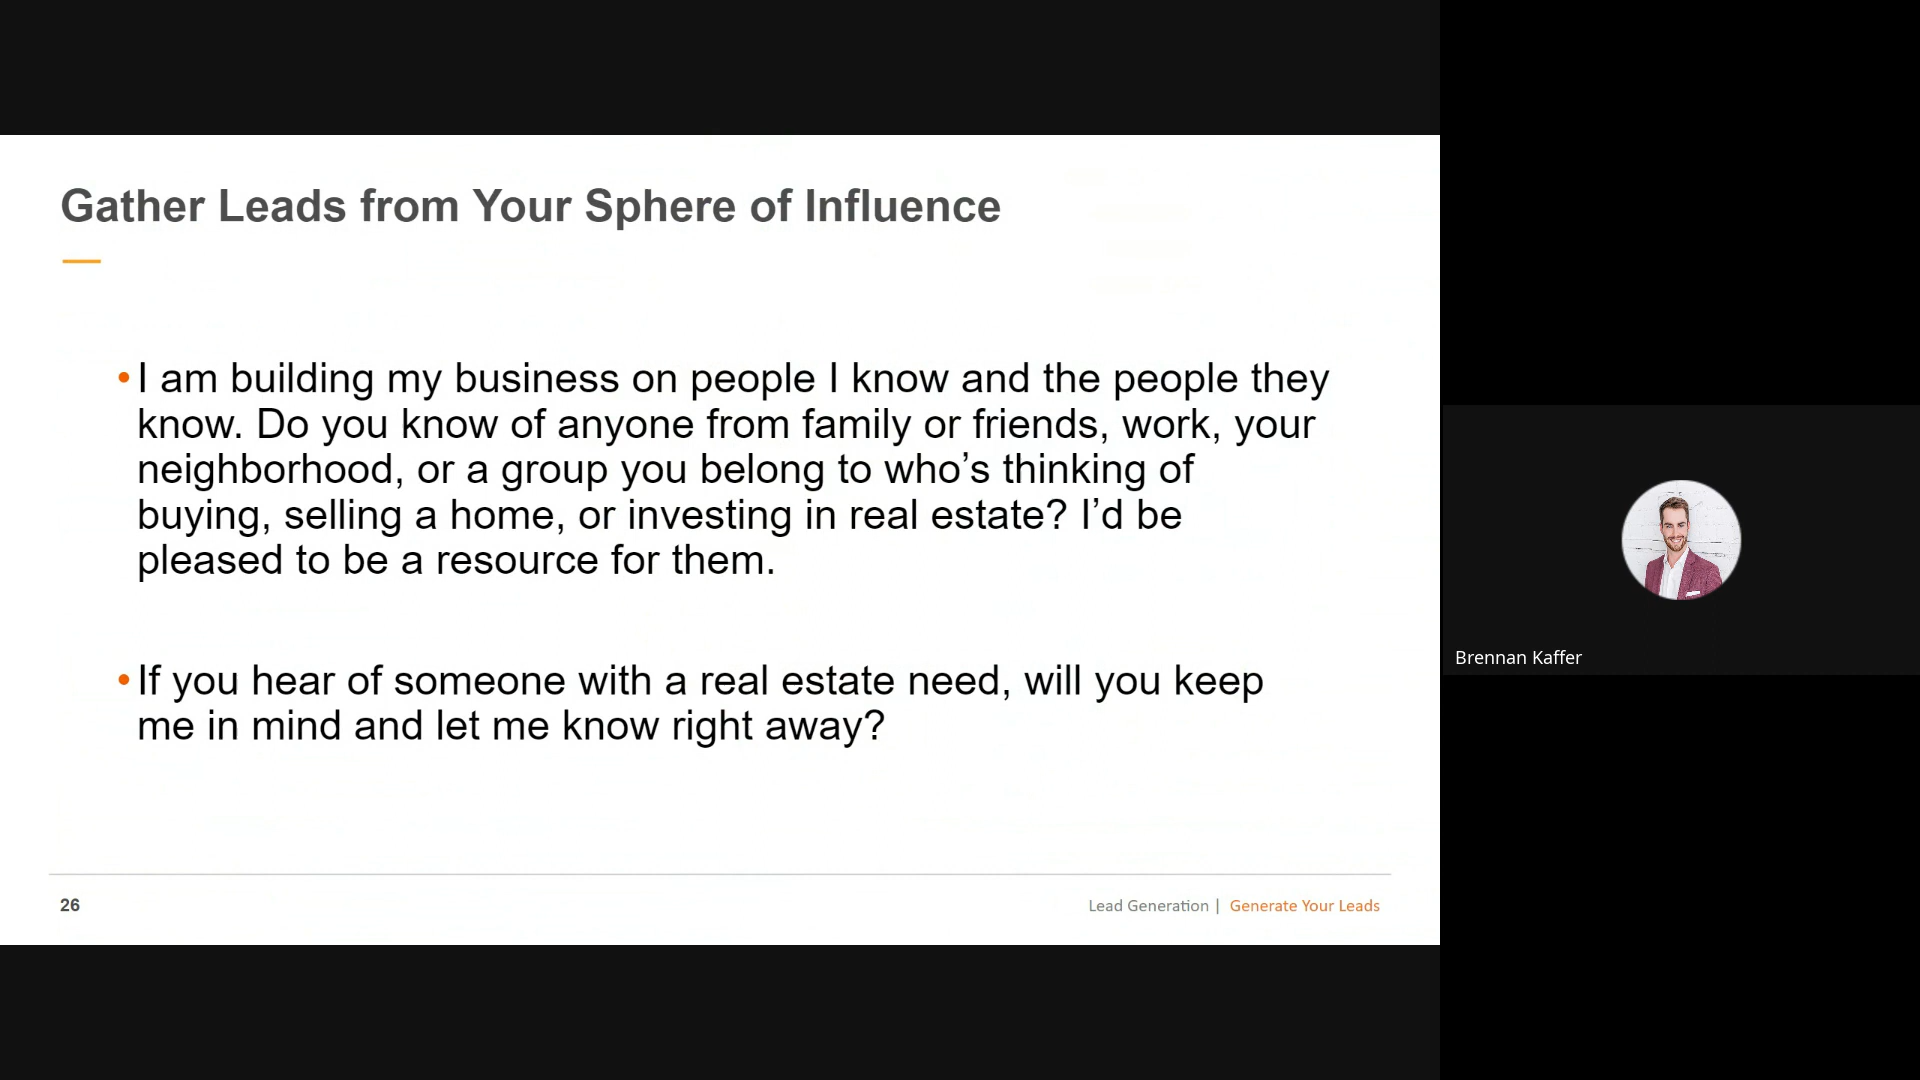 Gather Leads from Your Sphere of Influence
•I am building my business on people I know and the people they
know. Do you know of anyone from family or friends, work, your
neighborhood, or a group you belong to who’s thinking of
buying, selling a home, or investing in real estate? I’d be
pleased to be a resource for them.
•If you hear of someone with a real estate need, will you keep
me in mind and let me know right away?
26
Lead Generation | Generate Your Leads
Brennan Kaffer